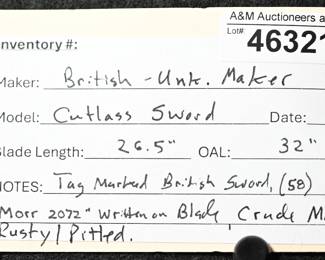 A&M Auctioneers a
Lot# 46321
Inventory #:
Maker: British - Unk. Maker
Model: Cutlass Sword Date:
Blade Length: 26.5" OAL: 32"
NOTES: Tag Marked British Sword, (58)
Morr 2072" Written on Blade, Crude M
Rusty/Pitted.